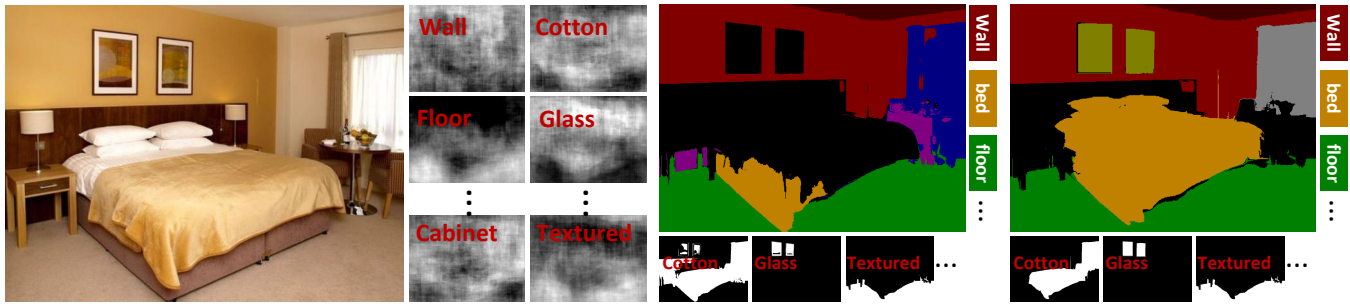 Wall
Cotton
Floor
Glass
Cabinet
Textured
Wall
bed
floor
...
Cotton
Glass
Textured
...
Wall
bed
floor
...
Cotton
Glass
Textured
...